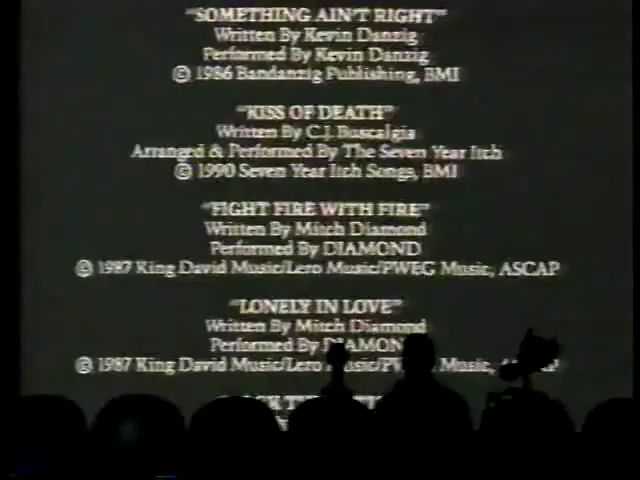 "SOMETHING AIN'T RIGHT"
Written By Kevin Danzig
Performed By Kevin Danzig
© 1986 Bandanzig Publishing, BMI
"KISS OF DEATH"
Written By C.J. Buscalgia
Arranged & Performed By The Seven Year Itch
© 1990 Seven Year Itch Songs, BMI
"FIGHT FIRE WITH FIRE"
Written By Mitch Diamond
Performed By DIAMOND
© 1987 King David Music/Lero Music/PWEG Music, ASCAP
"LONELY IN LOVE"
Written By Mitch Diamond
Performed By
© 1987 King David Music/Lero Music,